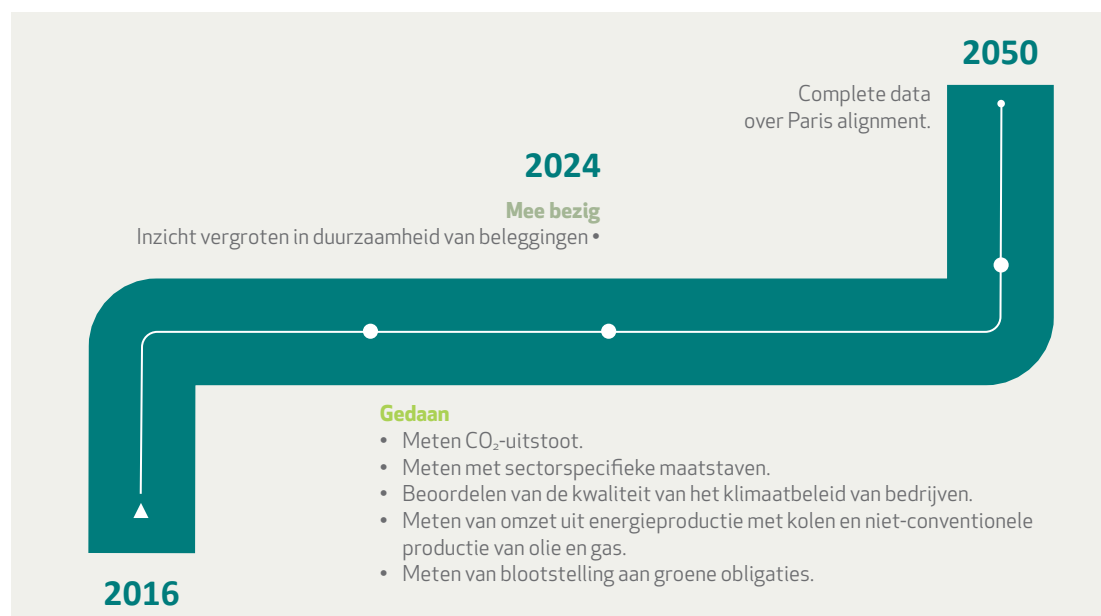 2050
Complete data
over Paris alignment.
2024
Mee bezig
Inzicht vergroten in duurzaamheid van beleggingen •
Gedaan
• Meten CO₂-uitstoot.
• Meten met sectorspecifieke maatstaven.
• Beoordelen van de kwaliteit van het klimaatbeleid van bedrijven.
• Meten van omzet uit energieproductie met kolen en niet-conventionele
productie van olie en gas.
• Meten van blootstelling aan groene obligaties.
2016